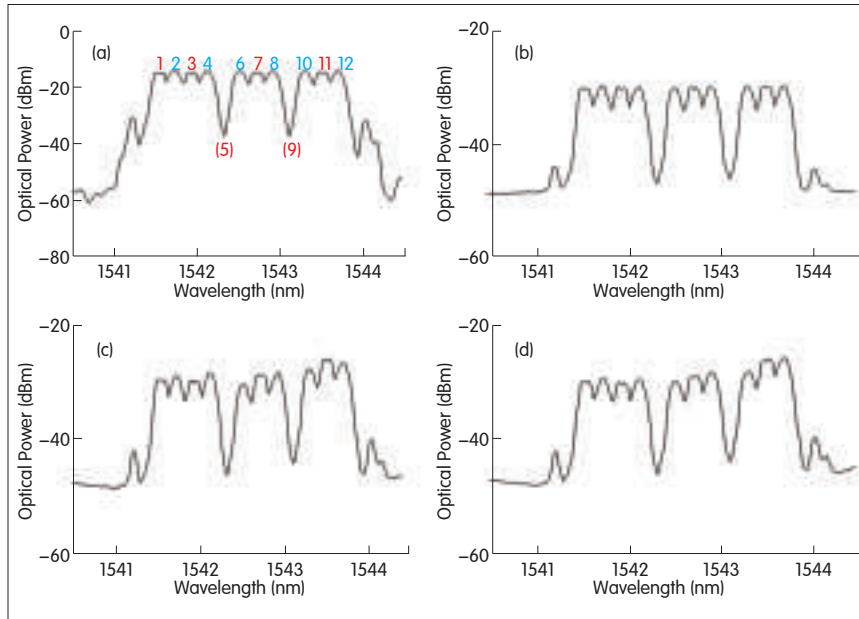 (a)
Optical Power (dBm)
0
−20
−40
−60
−80
1 2 3 4 6 7 8 10 11 12
(5) (9)
1541 1542 1543 1544
Wavelength (nm)
(b)
Optical Power (dBm)
−20
−40
−60
1541 1542 1543 1544
Wavelength (nm)
(c)
Optical Power (dBm)
−20
−40
−60
1541 1542 1543 1544
Wavelength (nm)
(d)
Optical Power (dBm)
−20
−40
−60
1541 1542 1543 1544
Wavelength (nm)